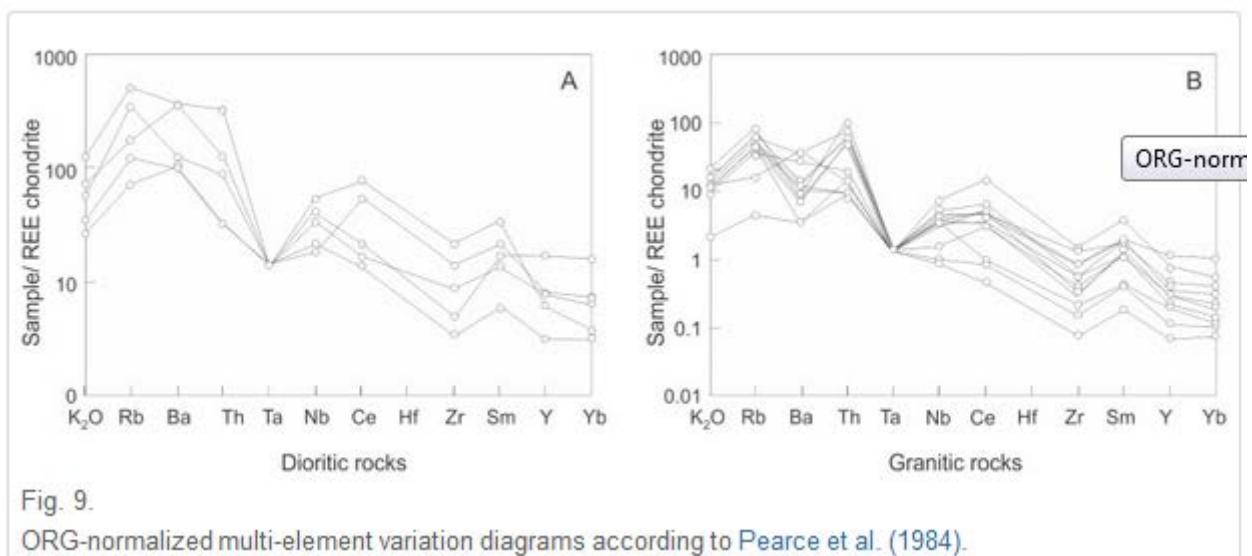 1000
A
100
10
0
Sample/ REE chondrite
K₂O Rb Ba Th Ta Nb Ce Hf Zr Sm Y Yb
Dioritic rocks
1000
B
100
10
1
0.1
0.01
Sample/ REE chondrite
K₂O Rb Ba Th Ta Nb Ce Hf Zr Sm Y Yb
Granitic rocks
ORG-norm
Fig. 9.
ORG-normalized multi-element variation diagrams according to Pearce et al. (1984).